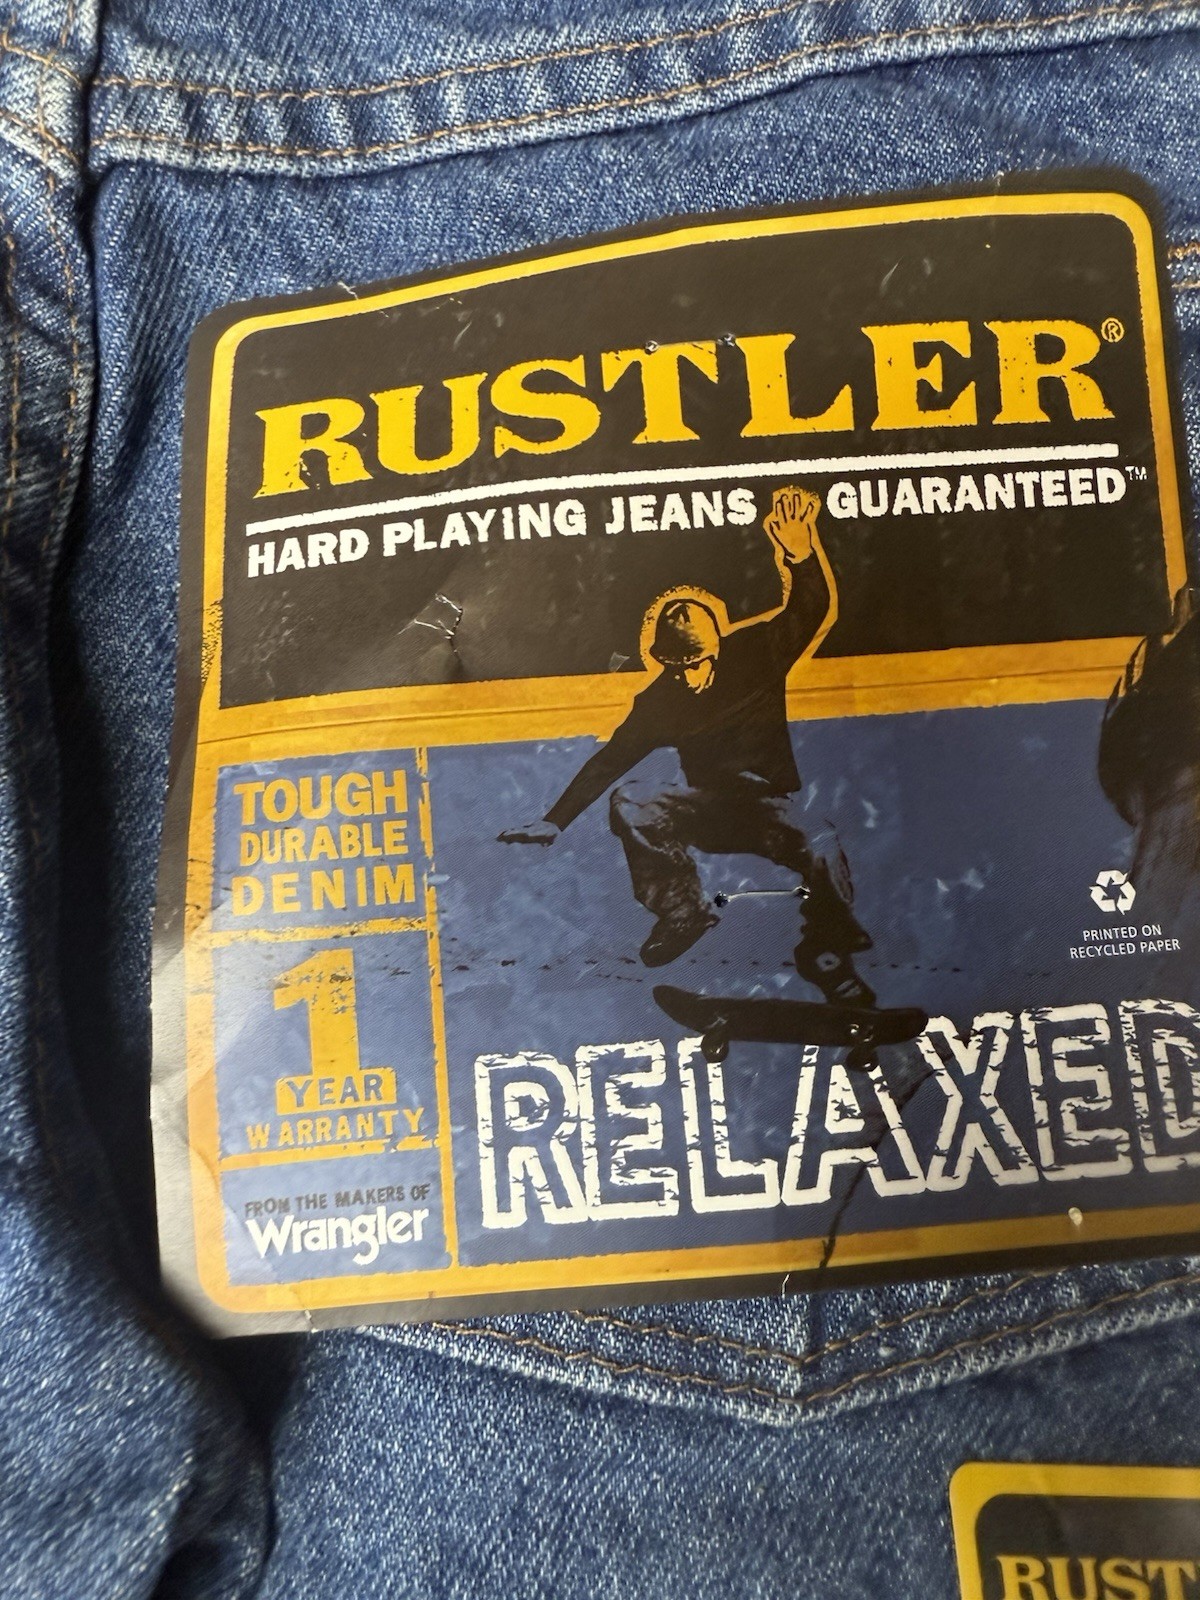 RUSTLER®
HARD PLAYING JEANS GUARANTEED™
TOUGH
DURABLE
DENIM
1
YEAR
WARRANTY
FROM THE MAKERS OF
Wrangler
PRINTED ON
RECYCLED PAPER
RELAXED
RUST